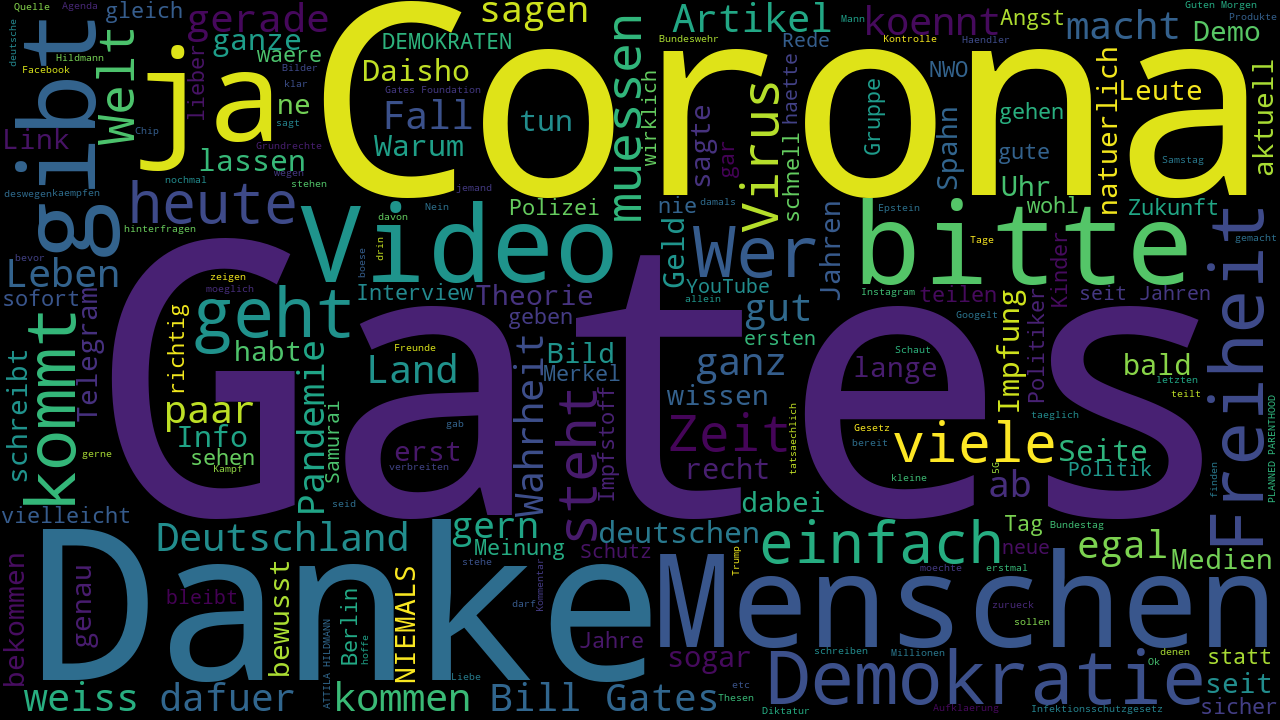 Quelle
Agenda
gleich
gerade
sagen
Artikel
Mann
koennt
Angst
macht
Guten Morgen
Produkte
Demo
deutsche
Hildmann
Facebook
gibt
Welt
ja
lieber
ganze
waere
Bilder
klar
ne
sagt
Chip
Grundrechte
Link
lassen
wegen
stehen
nochmal
deswegen
kaempfen
Corona
DEMOKRATEN
Daisho
Gates Foundation
Fall
Warum
tun
jemand
muessen
wirklich
Bundeswehr
Rede
haette
Virus
sagte
gar
schnell
Kontrolle
Haendler
NWO
Gruppe
Spahn
gehen
gute
Uhr
natuerlich
Leute
Samstag
aktuell
heute
hinterfragen
Leben
bevor
sofort
Telegram
kommt
schreibt
gerne
vielleicht
Video
davon
Nein
Polizei
drin
boese
Interview
Theorie
geben
nie
damals
Geld
Wer
YouTube
allein
gut
ersten
Jahren
bitte
Epstein
Tage
wohl
Zukunft
Instagram
teilen
Kinder
seit Jahren
gemacht
Googelt
Freiheit
Gates
zeigen
moeglich
geht
richtig
habt
paar
Info
sehen
Kampf
Pandemie
Samurai
Freunde
Land
gab
erst
verbreiten
seid
Wahrheit
Bild
Merkel
steht
Impfstoff
ganz
wissen
Zeit
recht
tatsaechlich
dabei
Schaut
lange
Gesetz
bereit
viele
kleine
5G
Impfung
Politiker
taeglich
bald
letzten
teilt
Seite
Politik
finden
PLANNED PARENTHOOD
Danke
Deutschland
gern
Meinung
deutschen
Schutz
einfach
Tag
Bundestag
neue
egal
Medien
bekommen
genau
bleibt
bewusst
ATTILA HILDMANN
Berlin
hoffe
NIEMALS
stehe
darf
Kommentar
Liebe
Jahre
Trump
Menschen
moechte
erstmal
zurueck
sollen
sogar
schreiben
Millionen
denen
Ok
statt
seit
sicher
weiss
dafuer
kommen
Bill Gates
etc
Thesen
Diktatur
Demokratie
Aufklaerung
Infektionsschutzgesetz
ab